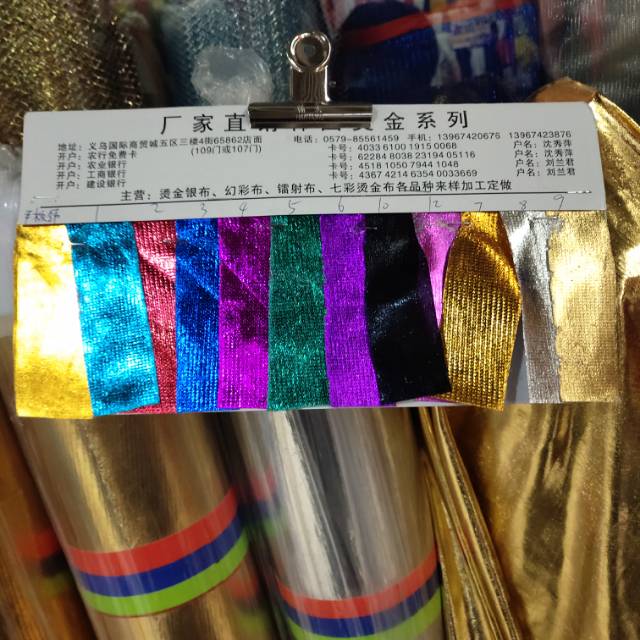 厂家直销 金系列
地址：义乌国际商贸城五区三楼4街65862店面 电话：0579-85561459 手机：13967420676 13967423876
(109门或107门)
开户：农行免费卡 卡号：4033 6100 1915 0068 户名：沈秀萍
开户：农业银行 卡号：62284 8038 23194 05116 户名：沈秀萍
开户：工商银行 卡号：4518 1050 7944 1048 户名：刘兰君
开户：建设银行 卡号：4367 4214 6354 0033669 户名：刘兰君
主营：烫金银布、幻彩布、镭射布、七彩烫金布各品种来样加工定做
1 2 3 4 5 6 10 12 7 8 9